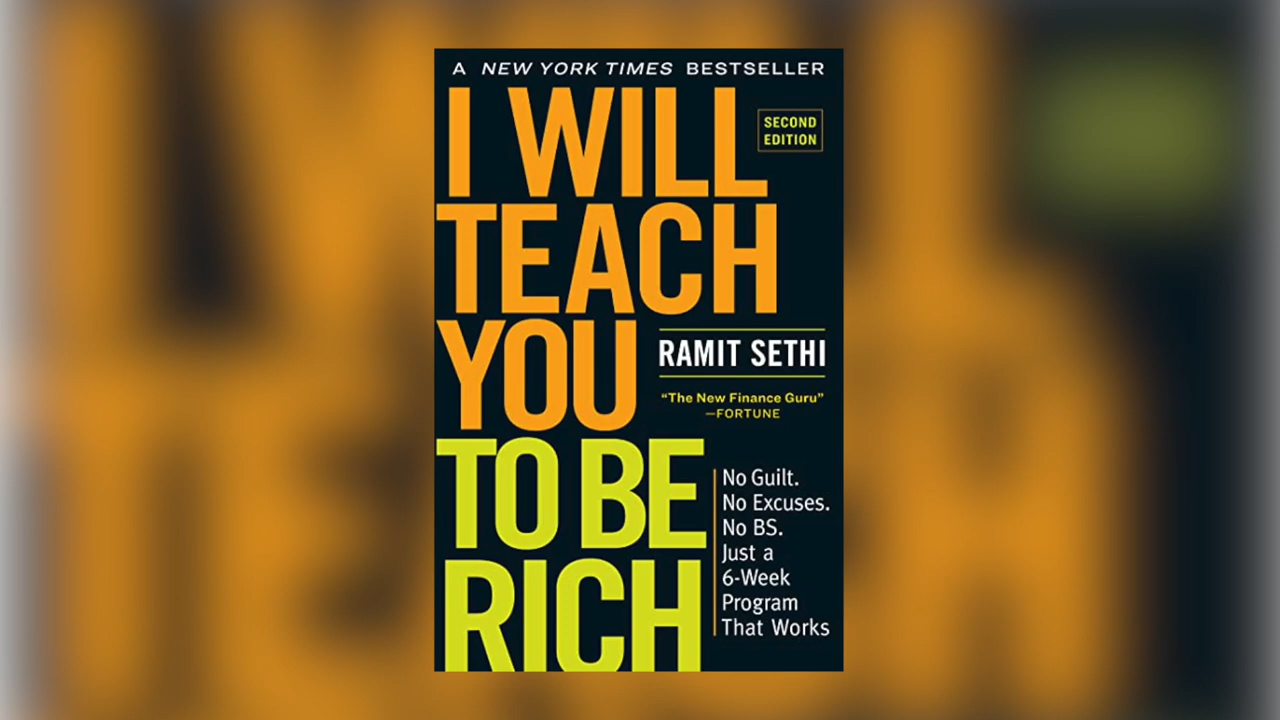 A NEW YORK TIMES BESTSELLER
I WILL
SECOND
EDITION
TEACH
YOU
RAMIT SETHI
“The New Finance Guru”
—FORTUNE
TO BE
RICH
No Guilt.
No Excuses.
No BS.
Just a
6-Week
Program
That Works